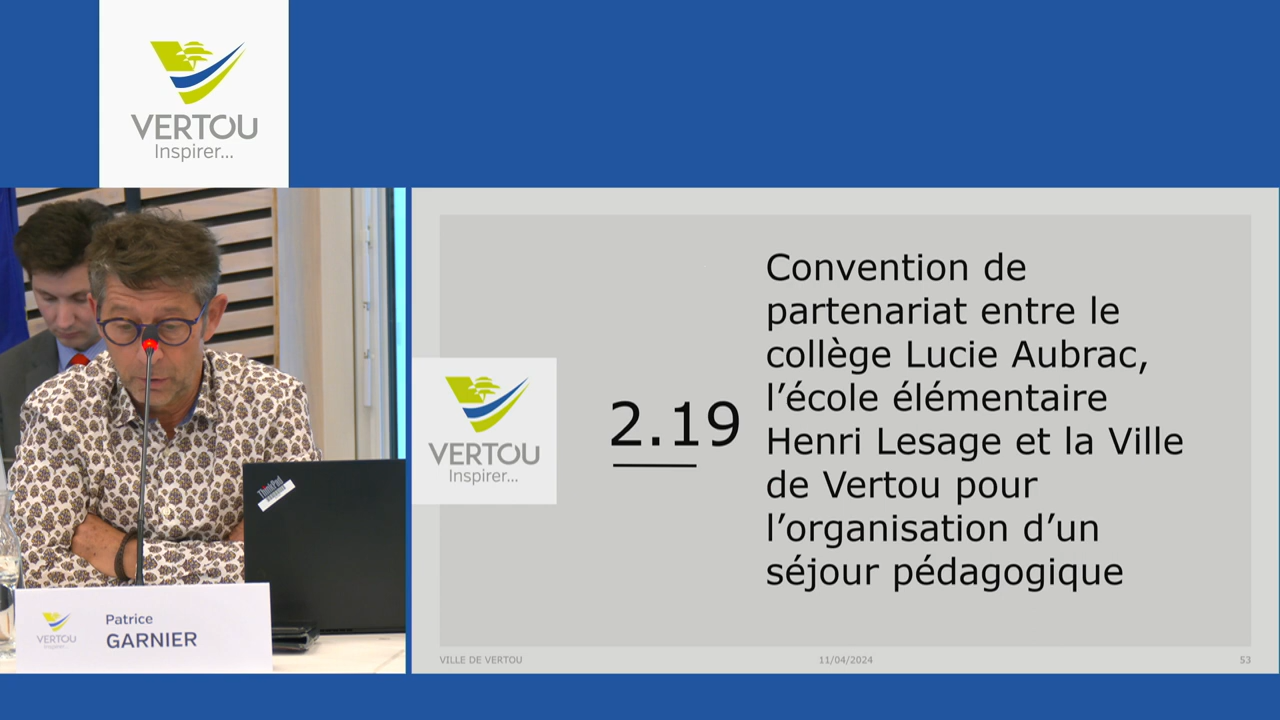 VERTOU
Inspirer...
ThinkPad
Patrice
GARNIER
VERTOU
Inspirer...
VERTOU
Inspirer...
2.19
Convention de
partenariat entre le
collège Lucie Aubrac,
l’école élémentaire
Henri Lesage et la Ville
de Vertou pour
l’organisation d’un
séjour pédagogique
VILLE DE VERTOU
11/04/2024
53